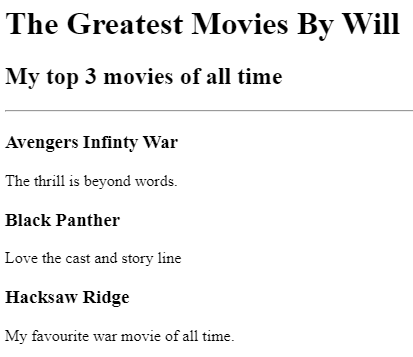 The Greatest Movies By Will
My top 3 movies of all time
Avengers Infinty War
The thrill is beyond words.
Black Panther
Love the cast and story line
Hacksaw Ridge
My favourite war movie of all time.